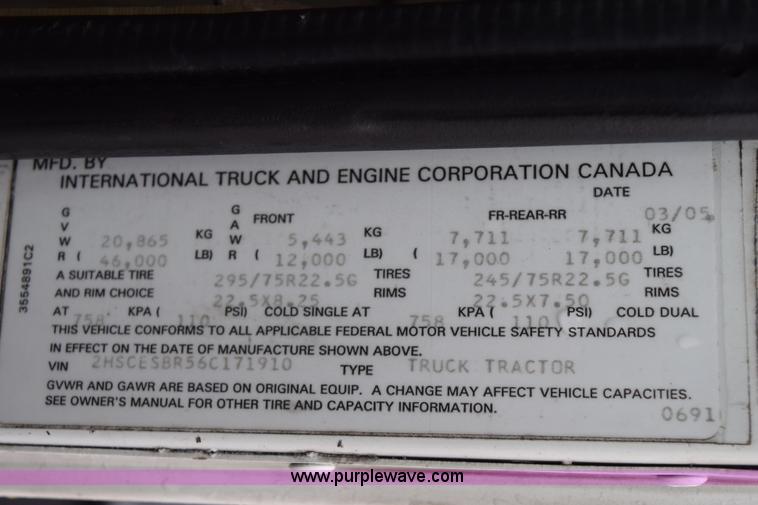 MFD. BY
INTERNATIONAL TRUCK AND ENGINE CORPORATION CANADA
DATE
03/05
GVWR 20,865 KG GAWR FRONT 5,443 KG FR-REAR-RR 7,711 7,711 KG
( 46,000 LB) ( 12,000 LB) ( 17,000 17,000 LB)
A SUITABLE TIRE 295/75R22.5G TIRES 245/75R22.5G TIRES
AND RIM CHOICE 22.5X8.25 RIMS 22.5X7.50 RIMS
AT 758 KPA ( 110 PSI) COLD SINGLE AT 758 KPA ( 110 PSI) COLD DUAL
THIS VEHICLE CONFORMS TO ALL APPLICABLE FEDERAL MOTOR VEHICLE SAFETY STANDARDS
IN EFFECT ON THE DATE OF MANUFACTURE SHOWN ABOVE.
VIN 2HSCESBR56C171910 TYPE TRUCK TRACTOR
GVWR AND GAWR ARE BASED ON ORIGINAL EQUIP. A CHANGE MAY AFFECT VEHICLE CAPACITIES.
SEE OWNER'S MANUAL FOR OTHER TIRE AND CAPACITY INFORMATION.
0691
3554891C2
www.purplewave.com